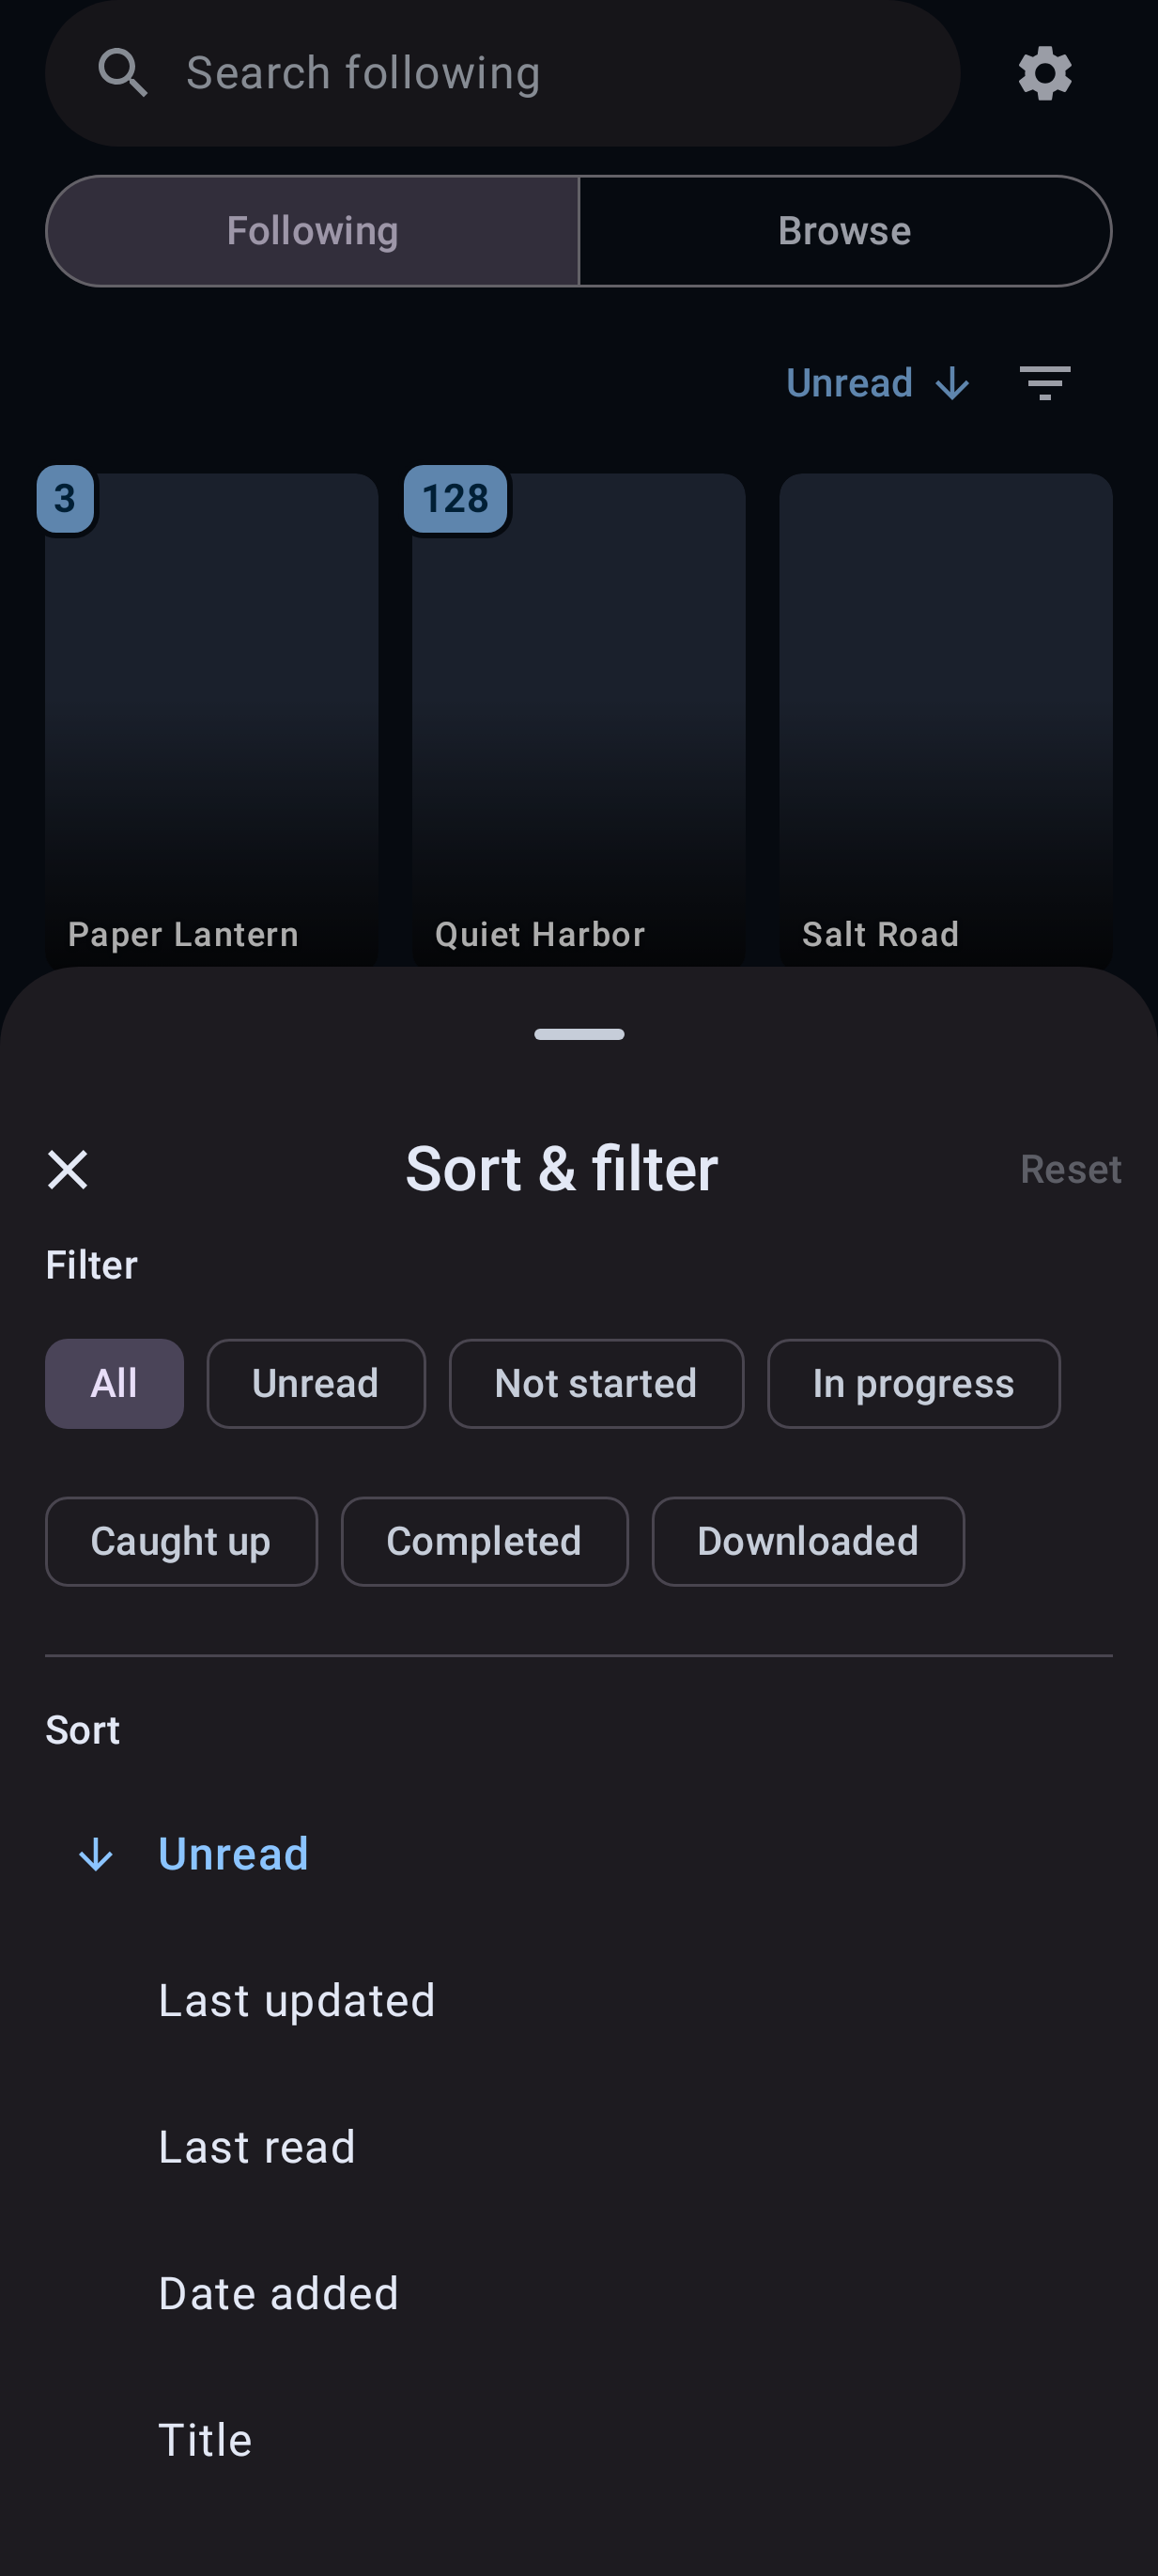 Search following
Following Browse
Unread
3 128
Paper Lantern Quiet Harbor Salt Road
Sort & filter Reset
Filter
All Unread Not started In progress
Caught up Completed Downloaded
Sort
Unread
Last updated
Last read
Date added
Title